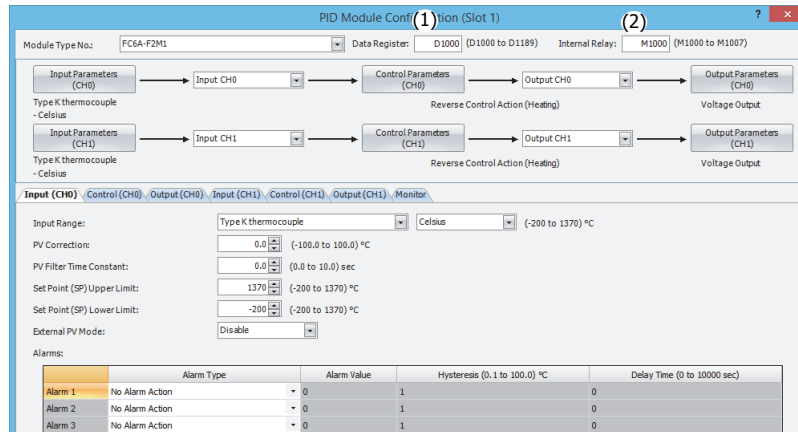 PID Module Confi(1)tion (Slot 1) (2)
? ×
Module Type No.: FC6A-F2M1 Data Register: D1000 (D1000 to D1189) Internal Relay: M1000 (M1000 to M1007)
Input Parameters (CH0) Input CH0 Control Parameters (CH0) Output CH0 Output Parameters (CH0)
Type K thermocouple Reverse Control Action (Heating) Voltage Output
- Celsius
Input Parameters (CH1) Input CH1 Control Parameters (CH1) Output CH1 Output Parameters (CH1)
Type K thermocouple Reverse Control Action (Heating) Voltage Output
- Celsius
Input (CH0) Control (CH0) Output (CH0) Input (CH1) Control (CH1) Output (CH1) Monitor
Input Range: Type K thermocouple Celsius (-200 to 1370) °C
PV Correction: 0.0 (-100.0 to 100.0) °C
PV Filter Time Constant: 0.0 (0.0 to 10.0) sec
Set Point (SP) Upper Limit: 1370 (-200 to 1370) °C
Set Point (SP) Lower Limit: -200 (-200 to 1370) °C
External PV Mode: Disable
Alarms:
Alarm Type Alarm Value Hysteresis (0.1 to 100.0) °C Delay Time (0 to 10000 sec)
Alarm 1 No Alarm Action 0 1 0
Alarm 2 No Alarm Action 0 1 0
Alarm 3 No Alarm Action 0 1 0